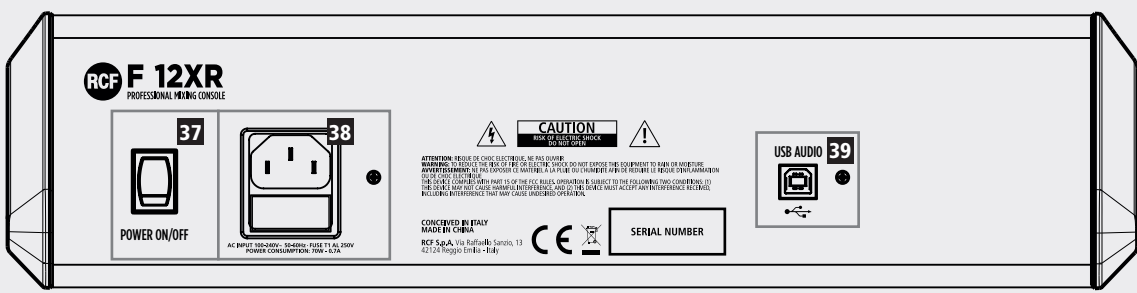 RCF F 12XR
PROFESSIONAL MIXING CONSOLE
37
POWER ON/OFF
38
AC INPUT 100-240V~ 50-60Hz · FUSE T1 AL 250V
POWER CONSUMPTION: 70W - 0.7A
CAUTION
RISK OF ELECTRIC SHOCK
DO NOT OPEN
ATTENTION: RISQUE DE CHOC ELECTRIQUE, NE PAS OUVRIR
WARNING: TO REDUCE THE RISK OF FIRE OR ELECTRIC SHOCK DO NOT EXPOSE THIS EQUIPMENT TO RAIN OR MOISTURE
AVERTISSEMENT: NE PAS EXPOSER CE MATERIEL A LA PLUIE OU L'HUMIDITE AFIN DE REDUIRE LE RISQUE D'INFLAMMATION
OU DE CHOC ELECTIQUE
THIS DEVICE COMPLIES WITH PART 15 OF THE FCC RULES. OPERATION IS SUBJECT TO THE FOLLOWING TWO CONDITIONS: (1)
THIS DEVICE MAY NOT CAUSE HARMFUL INTERFERENCE, AND (2) THIS DEVICE MUST ACCEPT ANY INTERFERENCE RECEIVED,
INCLUDING INTERFERENCE THAT MAY CAUSE UNDESIRED OPERATION.
CONCEIVED IN ITALY
MADE IN CHINA
RCF S.p.A. Via Raffaello Sanzio, 13
42124 Reggio Emilia - Italy
CE
SERIAL NUMBER
USB AUDIO 39